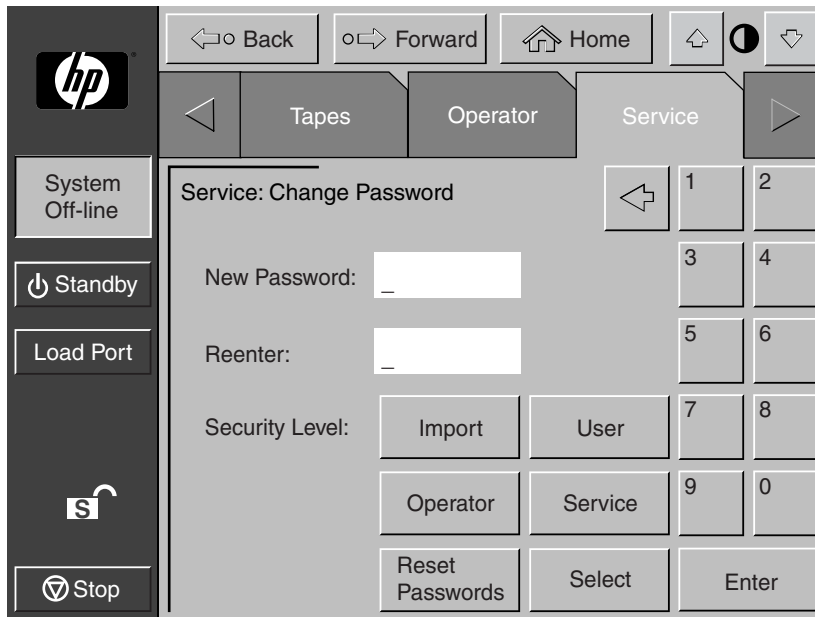 hp
Back
Forward
Home
Tapes
Operator
Service
System
Off-line
Standby
Load Port
S
Stop
Service: Change Password
New Password:
_
Reenter:
_
Security Level:
Import
User
Operator
Service
Reset
Passwords
Select
1
2
3
4
5
6
7
8
9
0
Enter